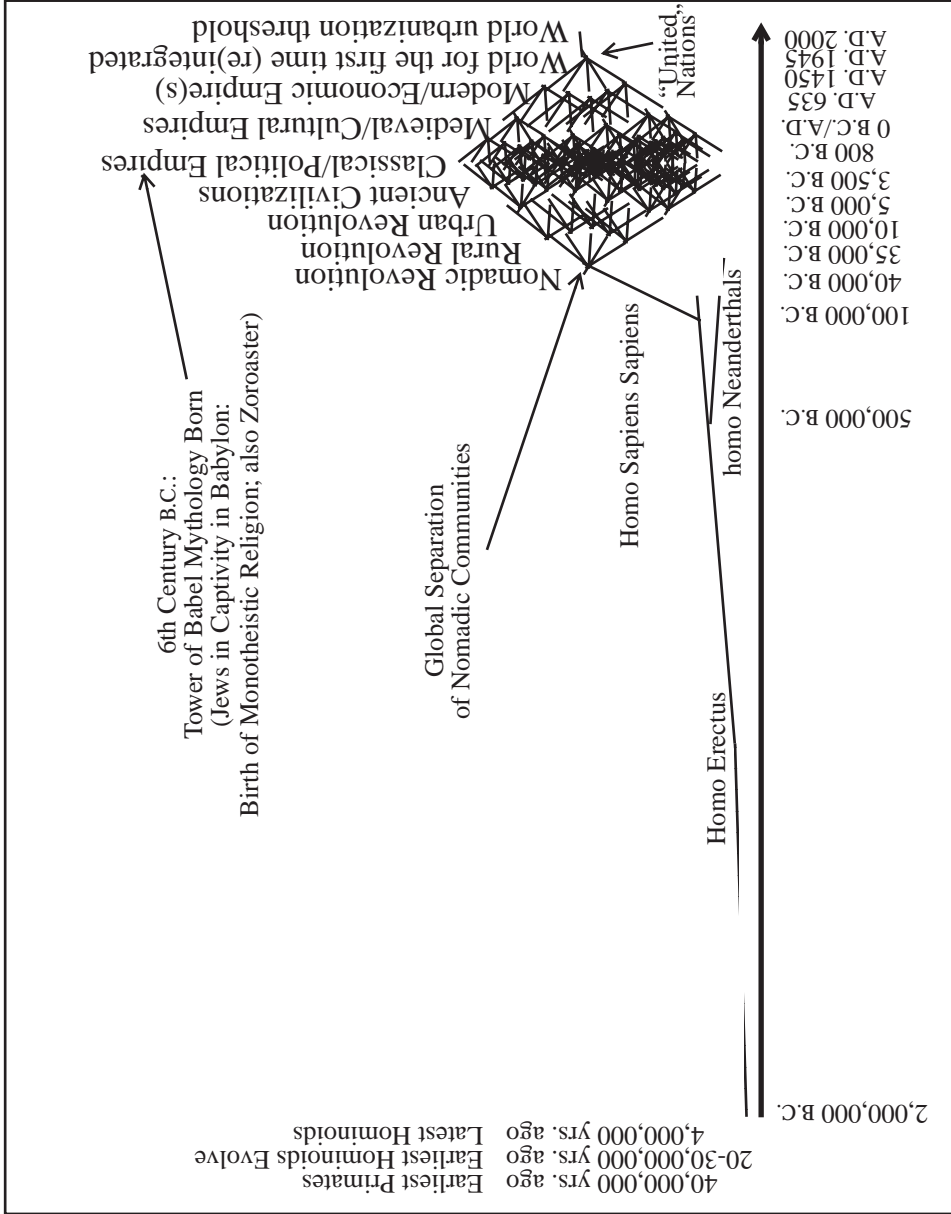 40,000,000 yrs. ago Earliest Primates
20-30,000,000 yrs. ago Earliest Hominoids Evolve
4,000,000 yrs. ago Latest Hominoids
6th Century B.C.:
Tower of Babel Mythology Born
(Jews in Captivity in Babylon:
Birth of Monotheistic Religion; also Zoroaster)
Global Separation
of Nomadic Communities
Homo Erectus
Homo Sapiens Sapiens
homo Neanderthals
Nomadic Revolution
Rural Revolution
Urban Revolution
Ancient Civilizations
Classical/Political Empires
Medieval/Cultural Empires
Modern/Economic Empire(s)
World for the first time (re)integrated
World urbanization threshold
“United
Nations”
2,000,000 B.C.
500,000 B.C.
100,000 B.C.
40,000 B.C.
35,000 B.C.
10,000 B.C.
5,000 B.C.
3,500 B.C.
800 B.C.
0 B.C./A.D.
A.D. 635
A.D. 1450
A.D. 1945
A.D. 2000